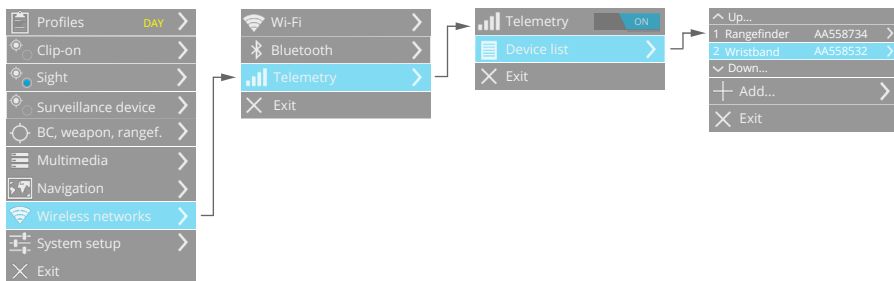 Profiles DAY
Clip-on
Sight
Surveillance device
BC, weapon, rangef.
Multimedia
Navigation
Wireless networks
System setup
Exit
Wi-Fi
Bluetooth
Telemetry
Exit
Telemetry ON
Device list
Exit
Up...
1 Rangefinder AA558734
2 Wristband AA558532
Down...
Add...
Exit